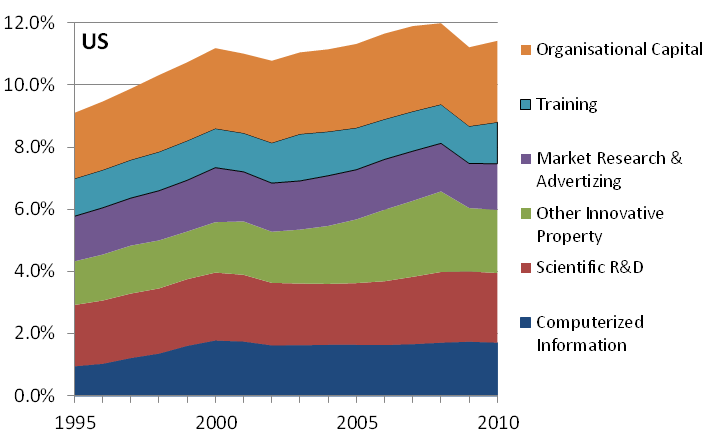 12.0%
US
10.0%
8.0%
6.0%
4.0%
2.0%
0.0%
1995
2000
2005
2010
Organisational Capital
Training
Market Research &
Advertizing
Other Innovative
Property
Scientific R&D
Computerized
Information